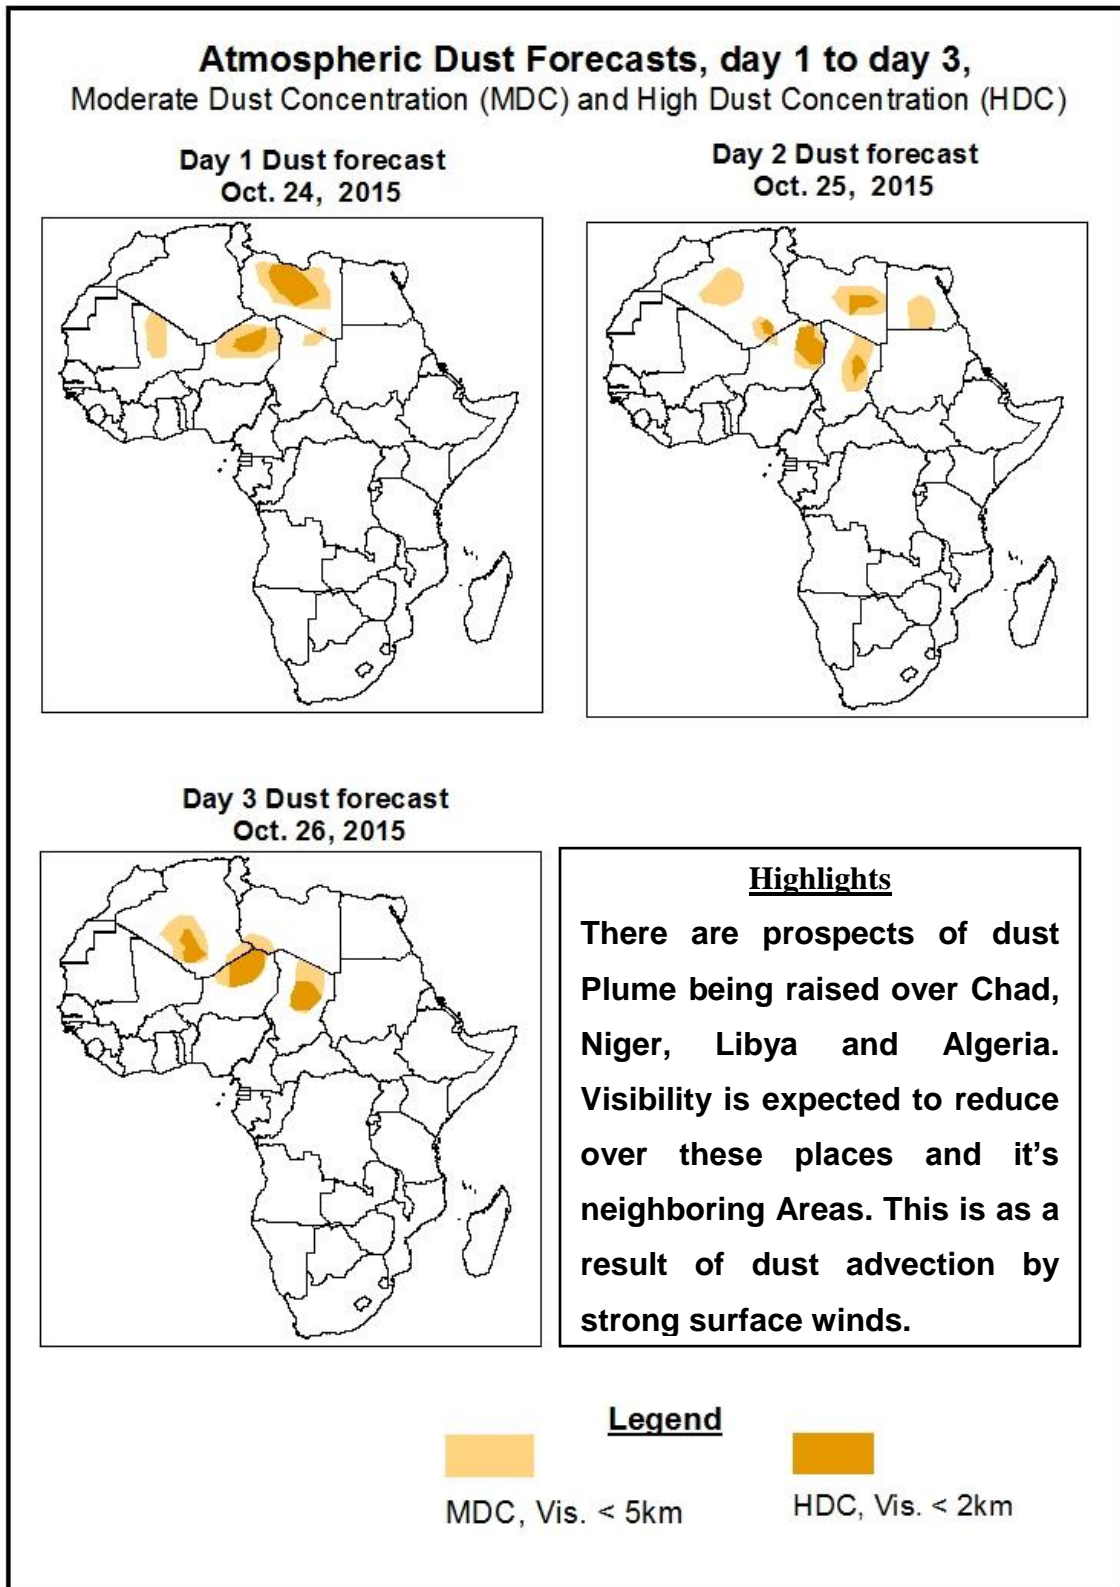 Atmospheric Dust Forecasts, day 1 to day 3,
Moderate Dust Concentration (MDC) and High Dust Concentration (HDC)
Day 1 Dust forecast
Oct. 24, 2015
Day 2 Dust forecast
Oct. 25, 2015
Day 3 Dust forecast
Oct. 26, 2015
Highlights
There are prospects of dust
Plume being raised over Chad,
Niger, Libya and Algeria.
Visibility is expected to reduce
over these places and it’s
neighboring Areas. This is as a
result of dust advection by
strong surface winds.
Legend
MDC, Vis. < 5km
HDC, Vis. < 2km